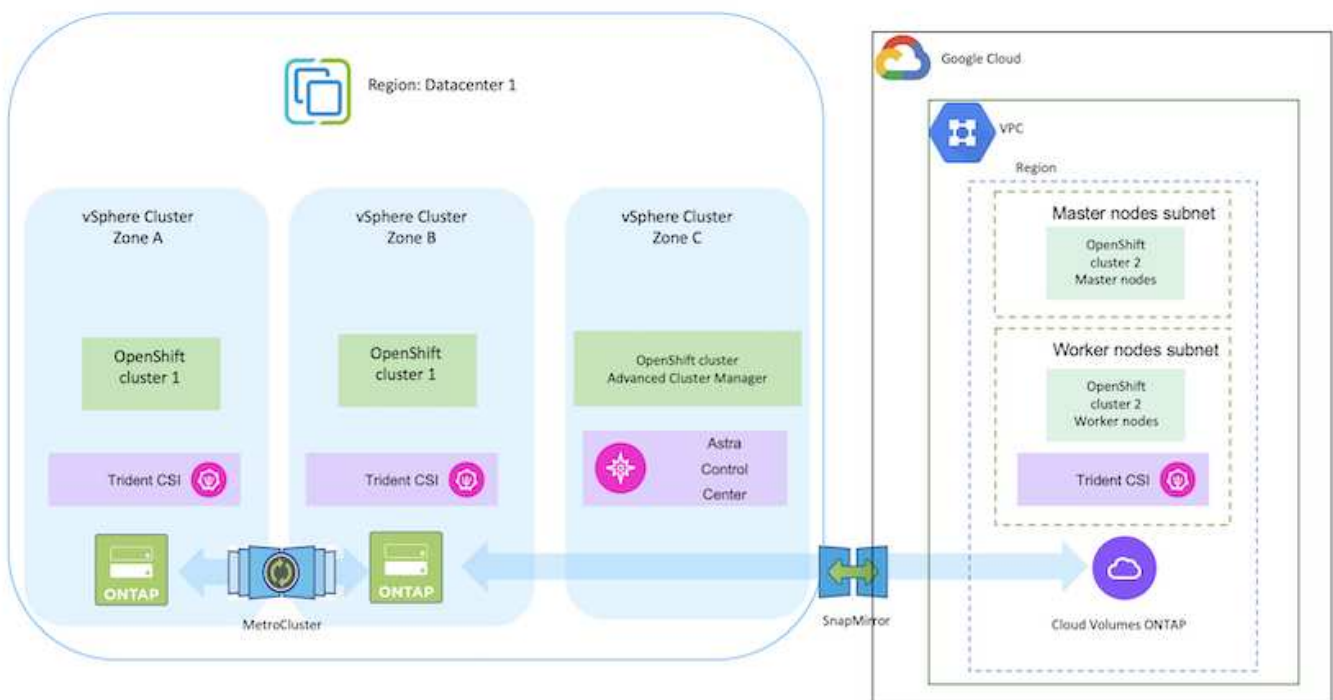 Region: Datacenter 1
vSphere Cluster
Zone A
OpenShift
cluster 1
Trident CSI
ONTAP
MetroCluster
vSphere Cluster
Zone B
OpenShift
cluster 1
Trident CSI
ONTAP
vSphere Cluster
Zone C
OpenShift cluster
Advanced Cluster Manager
Astra
Control
Center
SnapMirror
Google Cloud
VPC
Region
Master nodes subnet
OpenShift
cluster 2
Master nodes
Worker nodes subnet
OpenShift
cluster 2
Worker nodes
Trident CSI
Cloud Volumes ONTAP